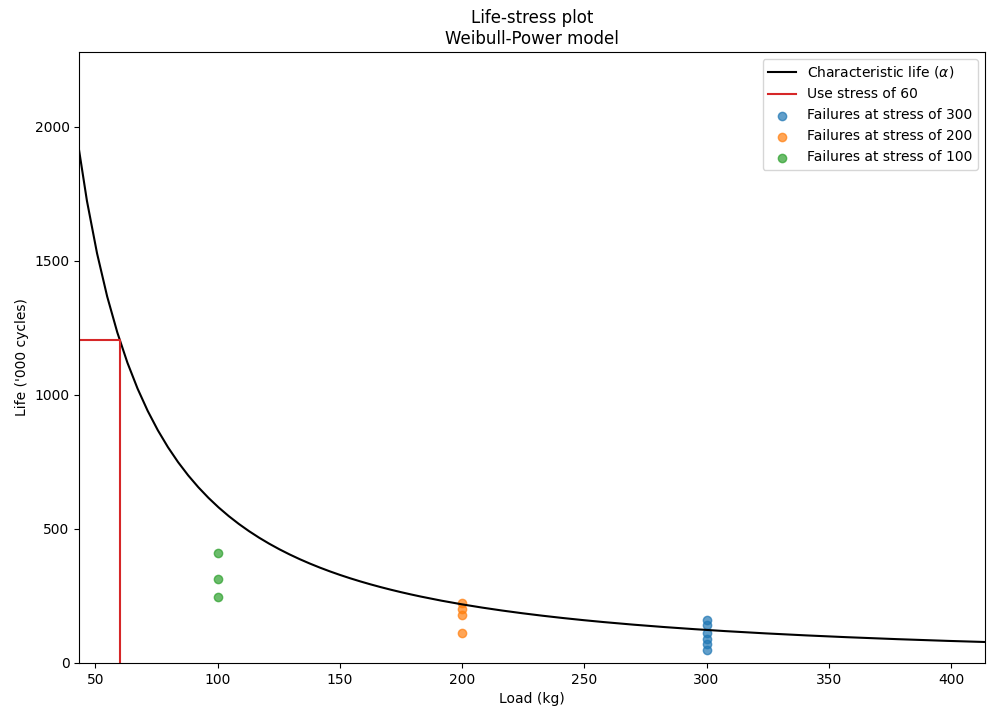 Life-stress plot
Weibull-Power model
Characteristic life (α)
Use stress of 60
Failures at stress of 300
Failures at stress of 200
Failures at stress of 100
Life ('000 cycles)
2000
1500
1000
500
0
50 100 150 200 250 300 350 400
Load (kg)